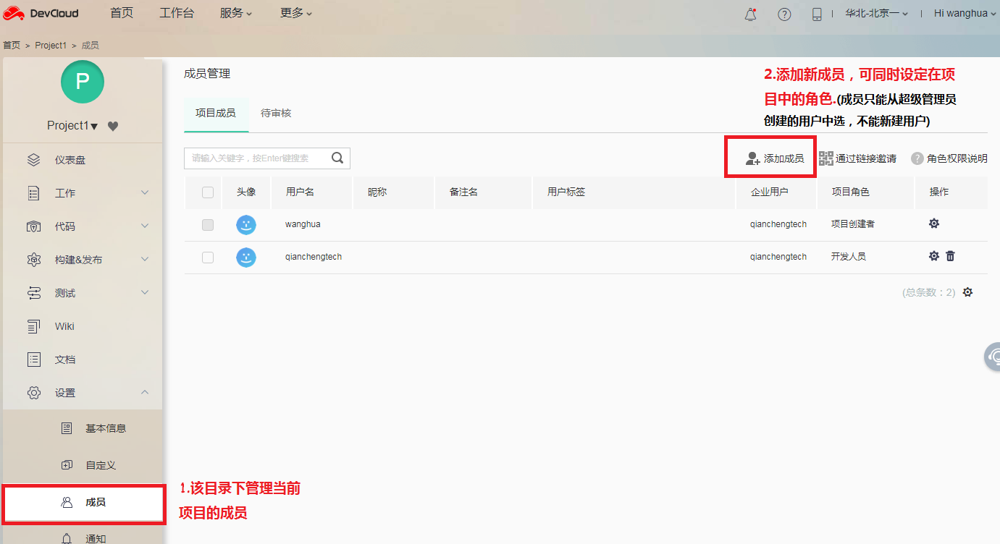 DevCloud 首页 工作台 服务 更多 华北-北京一 Hi wanghua
首页 > Project1 > 成员
P
Project1
仪表盘
工作
代码
构建&发布
测试
Wiki
文档
设置
基本信息
自定义
成员
通知
1.该目录下管理当前
项目的成员
成员管理
2.添加新成员，可同时设定在项
目中的角色.(成员只能从超级管理员
创建的用户中选，不能新建用户)
项目成员 待审核
请输入关键字，按Enter键搜索 添加成员 通过链接邀请 ? 角色权限说明
头像 用户名 昵称 备注名 用户标签 企业用户 项目角色 操作
wanghua qianchengtech 项目创建者
qianchengtech qianchengtech 开发人员
(总条数：2)